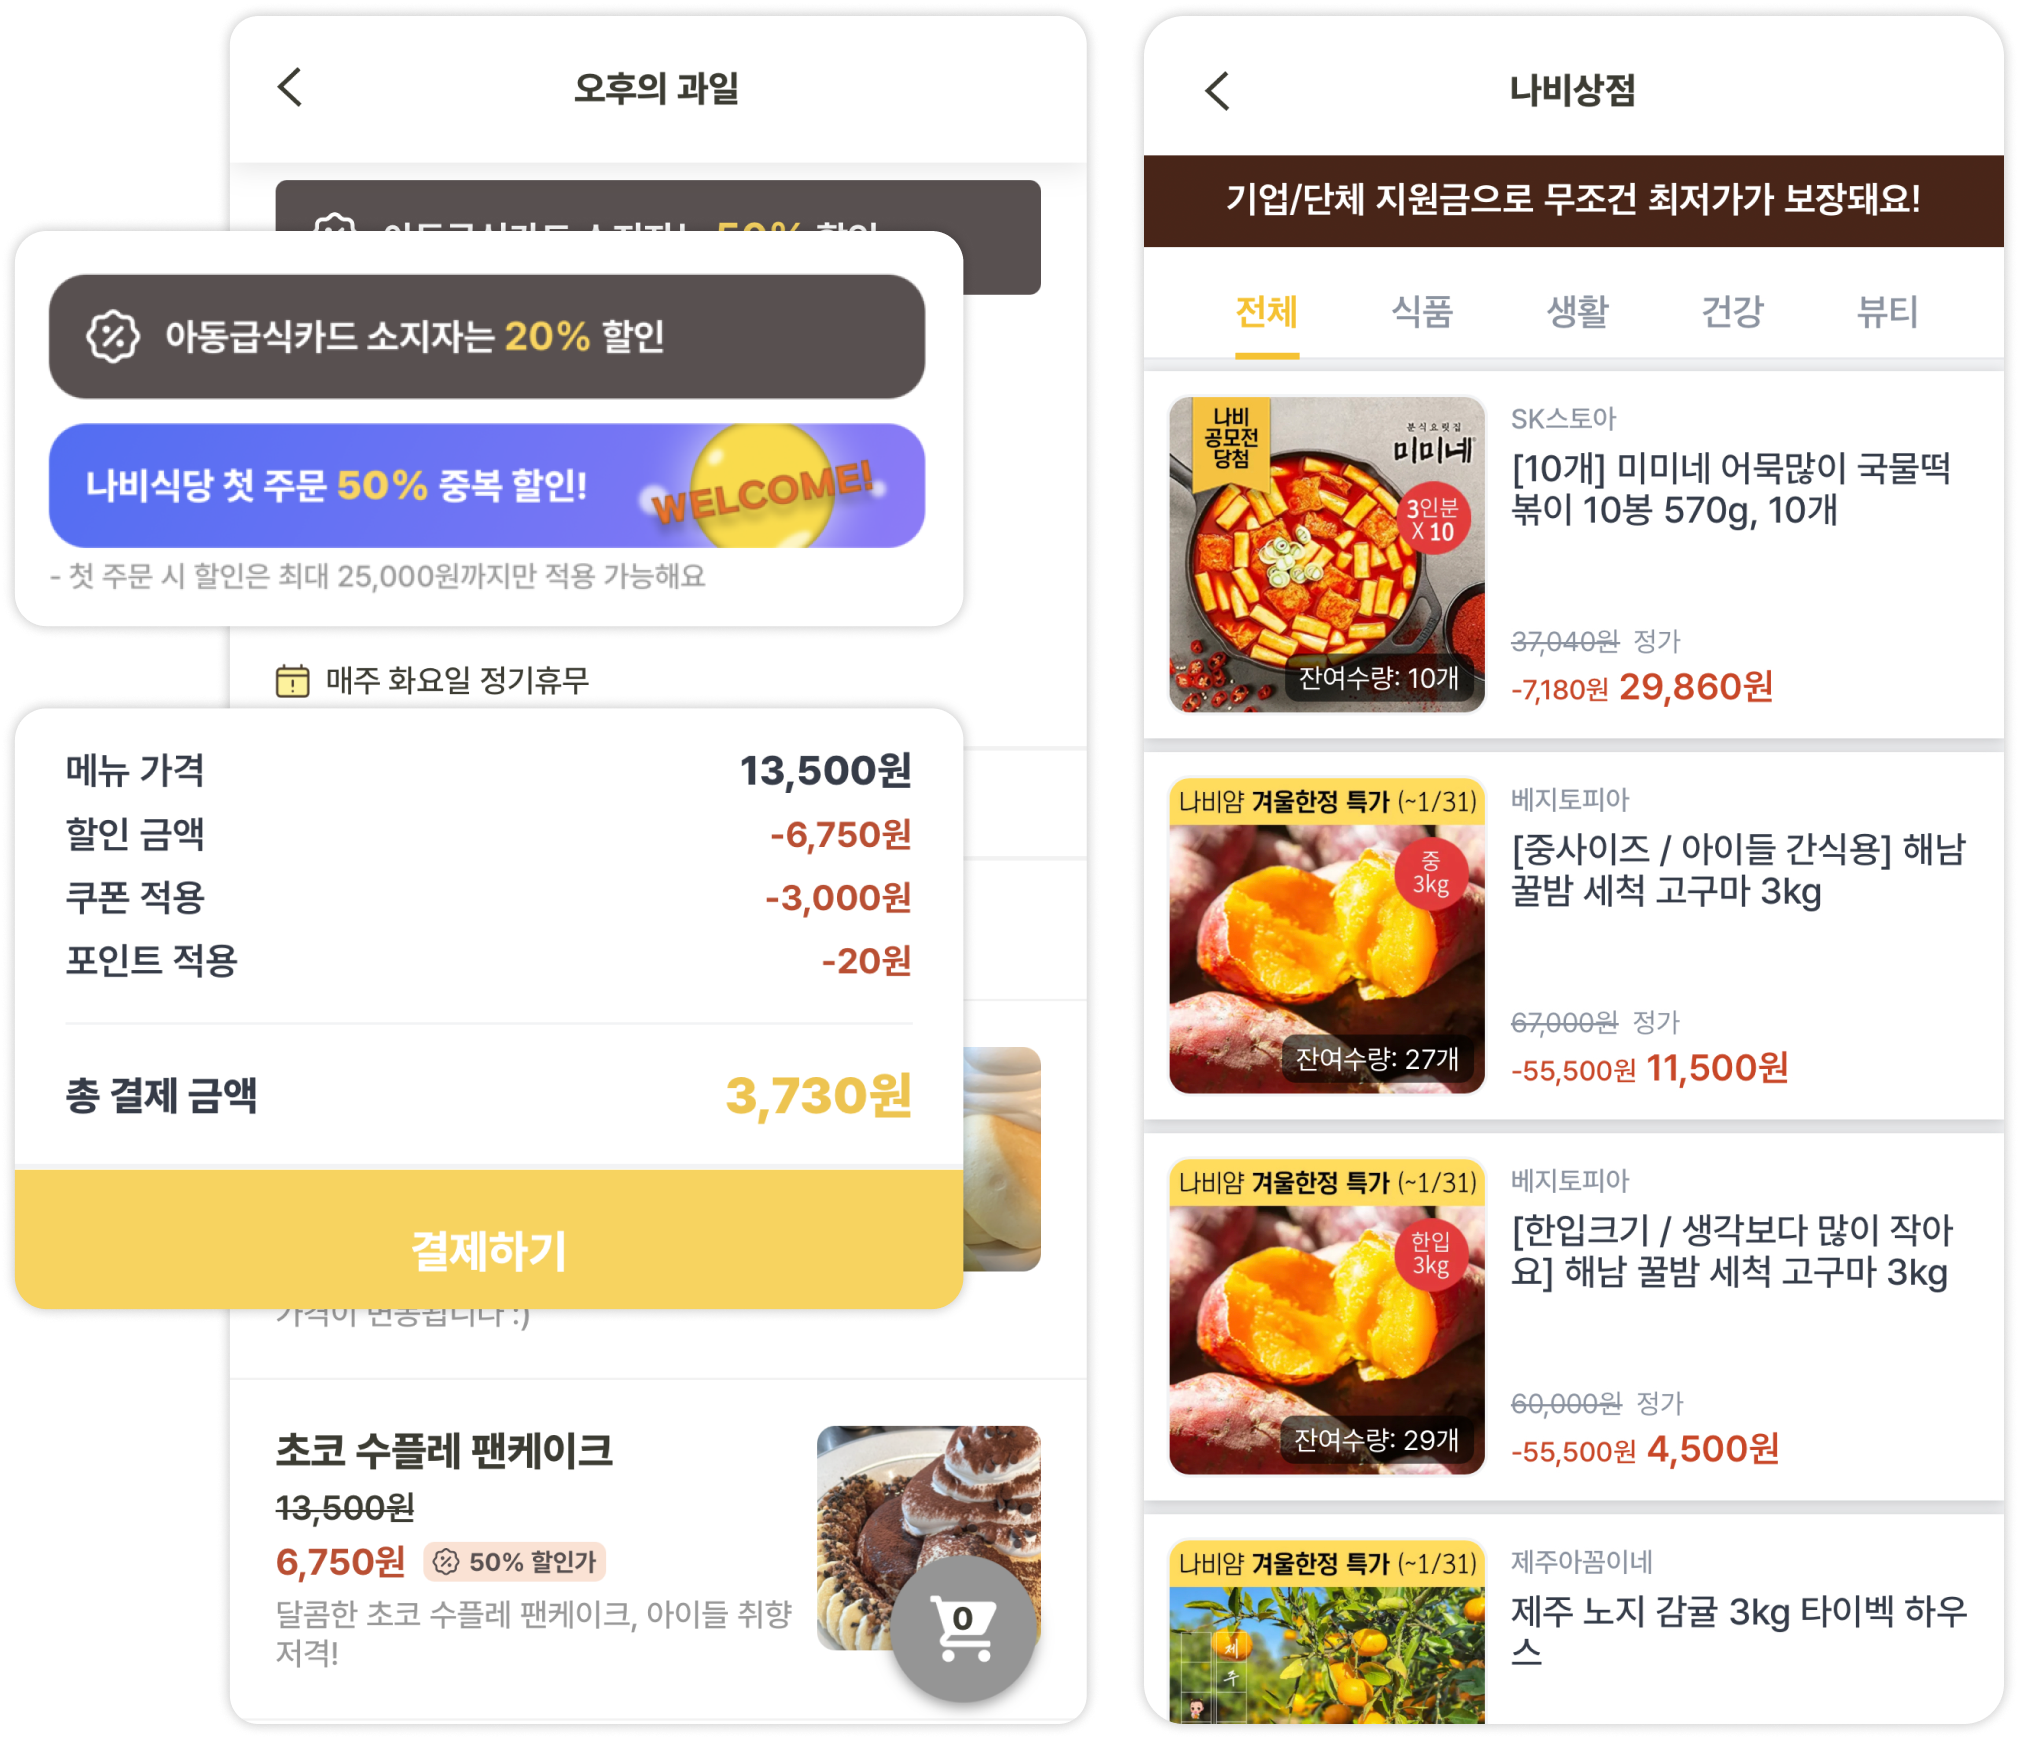 오후의 과일
아동급식카드 소지자는 50% 할인
아동급식카드 소지자는 20% 할인
나비식당 첫 주문 50% 중복 할인!
WELCOME!
- 첫 주문 시 할인은 최대 25,000원까지만 적용 가능해요
매주 화요일 정기휴무
메뉴 가격 13,500원
할인 금액 -6,750원
쿠폰 적용 -3,000원
포인트 적용 -20원
총 결제 금액 3,730원
결제하기
가격이 변동됩니다 :)
초코 수플레 팬케이크
13,500원
6,750원 50% 할인가
달콤한 초코 수플레 팬케이크, 아이들 취향
저격!
0
나비상점
기업/단체 지원금으로 무조건 최저가가 보장돼요!
전체 식품 생활 건강 뷰티
나비
공모전
당첨
분식요릿집
미미네
3인분
X 10
잔여수량: 10개
SK스토아
[10개] 미미네 어묵많이 국물떡
볶이 10봉 570g, 10개
37,040원 정가
-7,180원 29,860원
나비얌 겨울한정 특가 (~1/31)
중
3kg
잔여수량: 27개
베지토피아
[중사이즈 / 아이들 간식용] 해남
꿀밤 세척 고구마 3kg
67,000원 정가
-55,500원 11,500원
나비얌 겨울한정 특가 (~1/31)
한입
3kg
잔여수량: 29개
베지토피아
[한입크기 / 생각보다 많이 작아
요] 해남 꿀밤 세척 고구마 3kg
60,000원 정가
-55,500원 4,500원
나비얌 겨울한정 특가 (~1/31)
제
주
제주아꼼이네
제주 노지 감귤 3kg 타이벡 하우
스